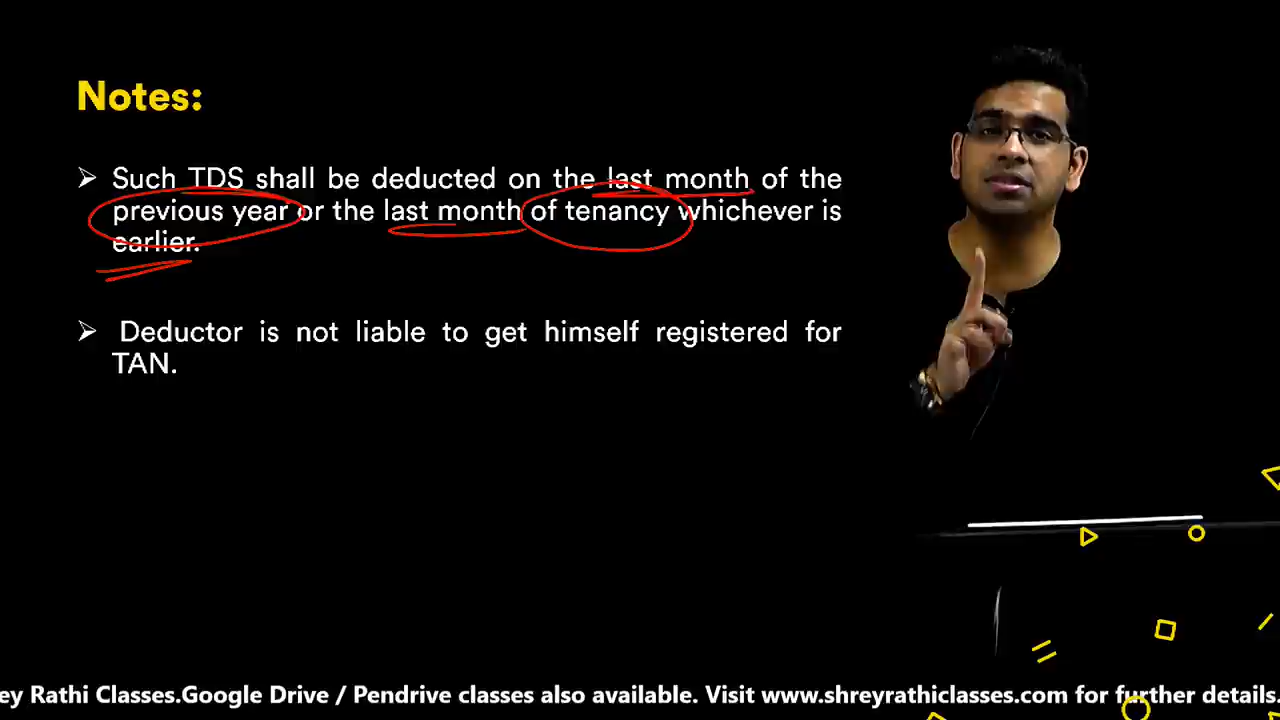 Notes:
➢ Such TDS shall be deducted on the last month of the
previous year or the last month of tenancy whichever is
earlier.
➢ Deductor is not liable to get himself registered for
TAN.
ey Rathi Classes.Google Drive / Pendrive classes also available. Visit www.shreyrathiclasses.com for further details.